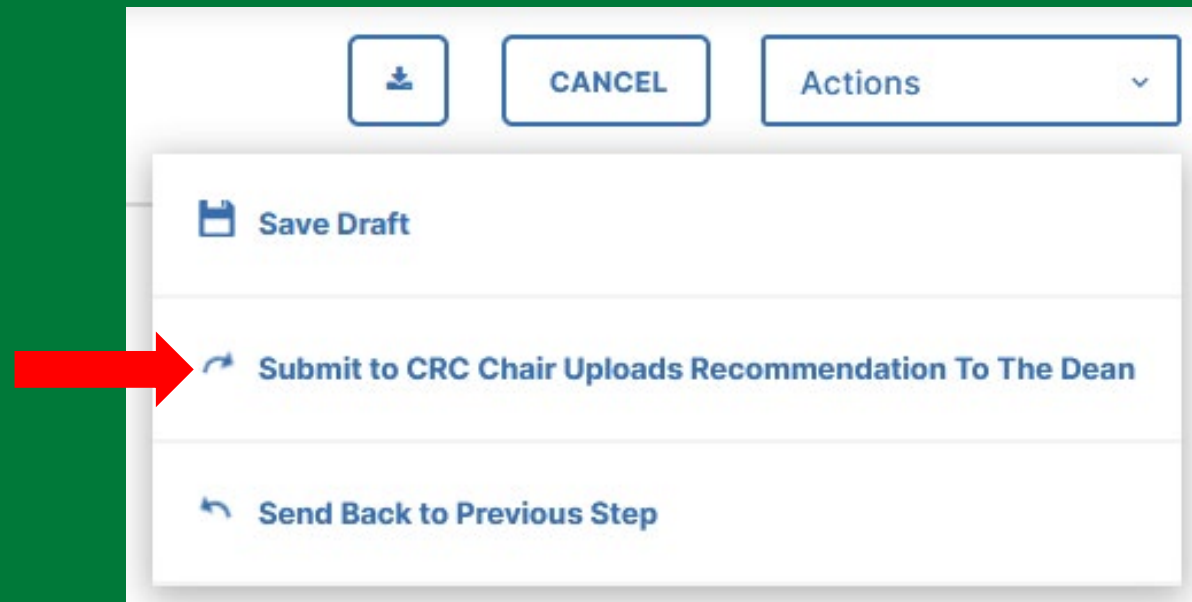 CANCEL
Actions
Save Draft
Submit to CRC Chair Uploads Recommendation To The Dean
Send Back to Previous Step